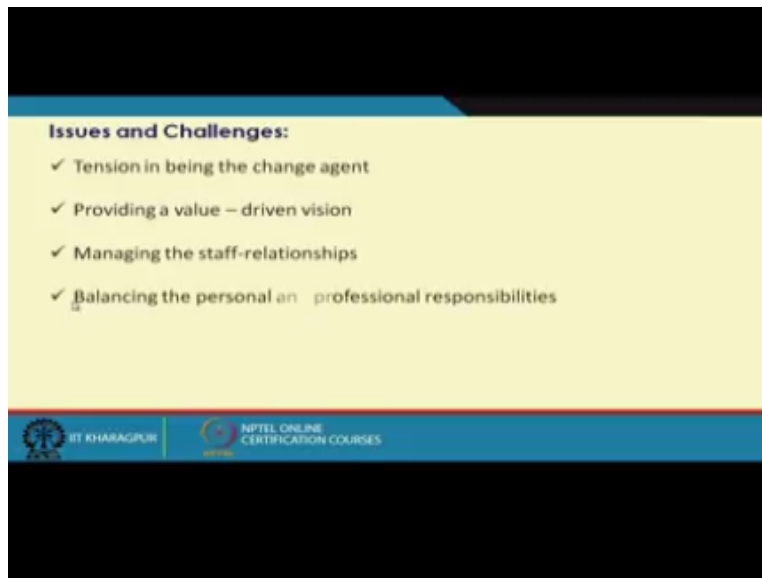 Issues and Challenges:
✓ Tension in being the change agent
✓ Providing a value – driven vision
✓ Managing the staff-relationships
✓ Balancing the personal an professional responsibilities
IIT KHARAGPUR
NPTEL ONLINE
CERTIFICATION COURSES